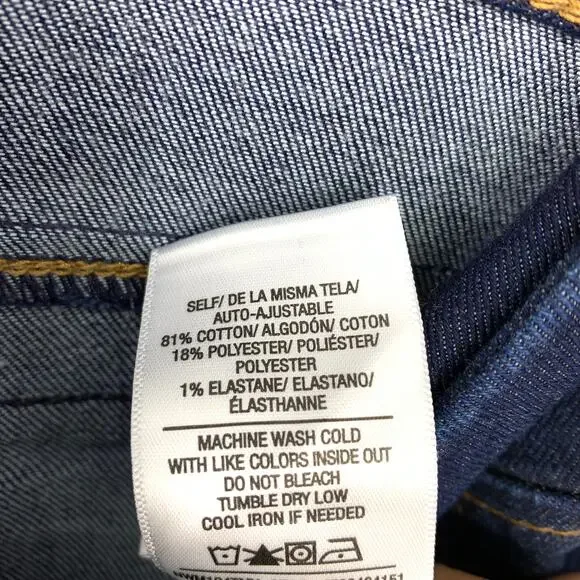 SELF/ DE LA MISMA TELA/
AUTO-AJUSTABLE
81% COTTON/ ALGODÓN/ COTON
18% POLYESTER/ POLIÉSTER/
POLYESTER
1% ELASTANE/ ELASTANO/
ÉLASTHANNE
MACHINE WASH COLD
WITH LIKE COLORS INSIDE OUT
DO NOT BLEACH
TUMBLE DRY LOW
COOL IRON IF NEEDED